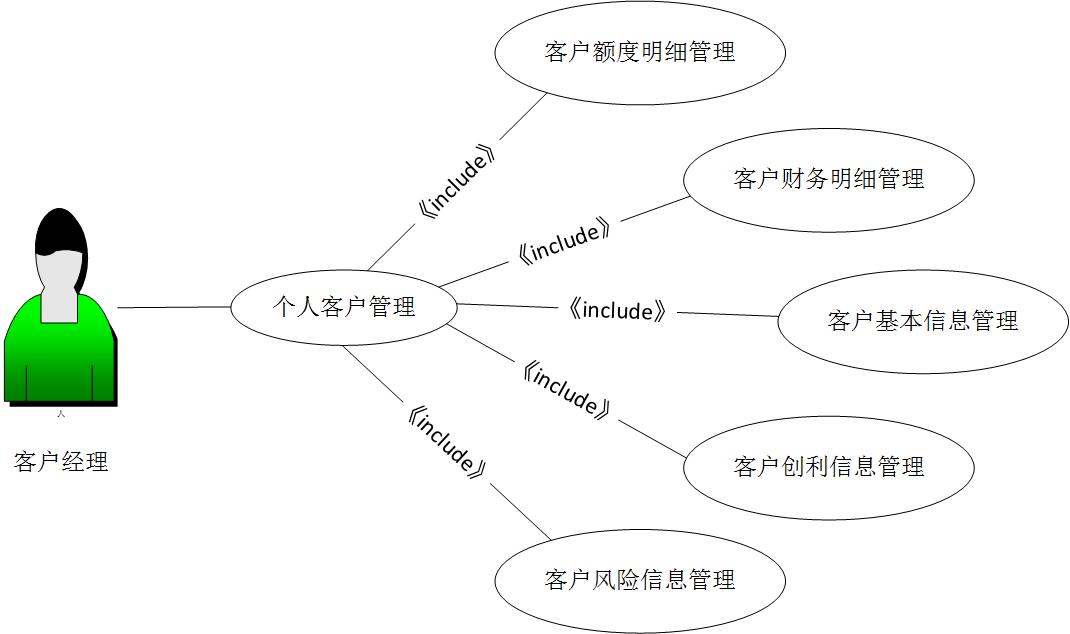 客户额度明细管理
《include》
客户财务明细管理
《include》
个人客户管理
《include》
客户基本信息管理
《include》
人
《include》
客户经理
客户创利信息管理
客户风险信息管理